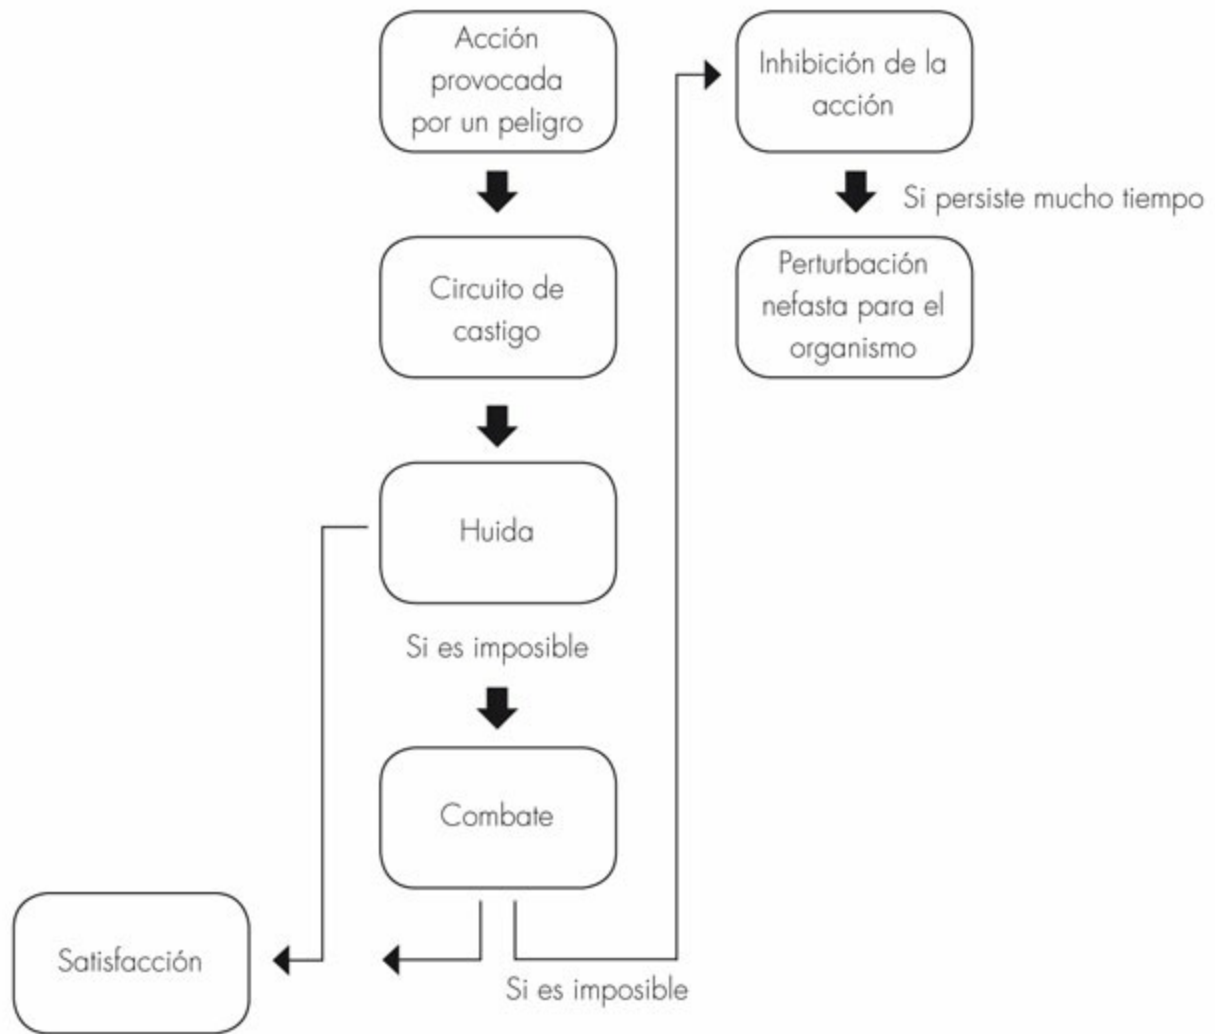 Acción
provocada
por un peligro
Circuito de
castigo
Huida
Si es imposible
Combate
Satisfacción
Si es imposible
Inhibición de la
acción
Si persiste mucho tiempo
Perturbación
nefasta para el
organismo